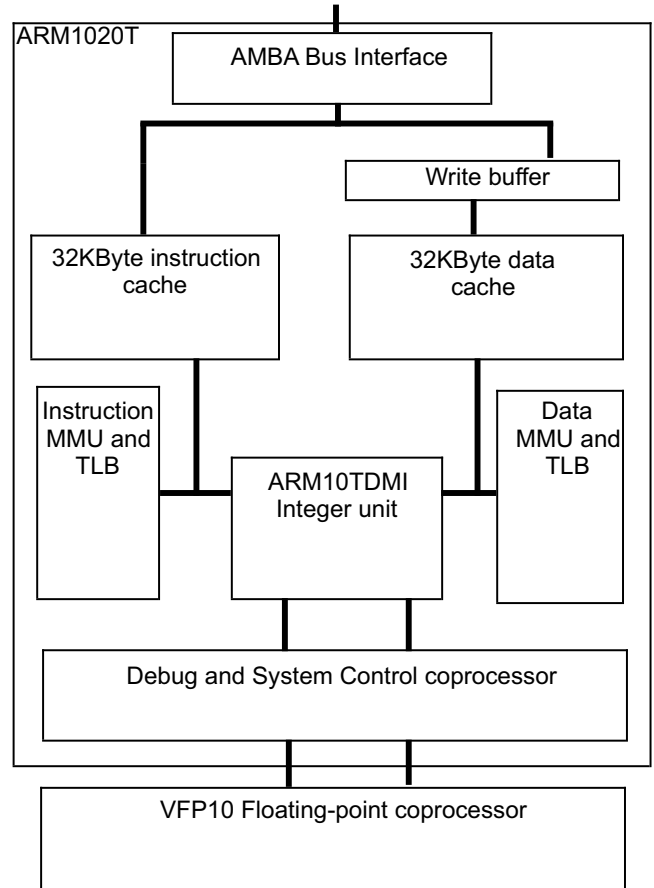 ARM1020T
AMBA Bus Interface
Write buffer
32KByte instruction
cache
32KByte data
cache
Instruction
MMU and
TLB
ARM10TDMI
Integer unit
Data
MMU and
TLB
Debug and System Control coprocessor
VFP10 Floating-point coprocessor